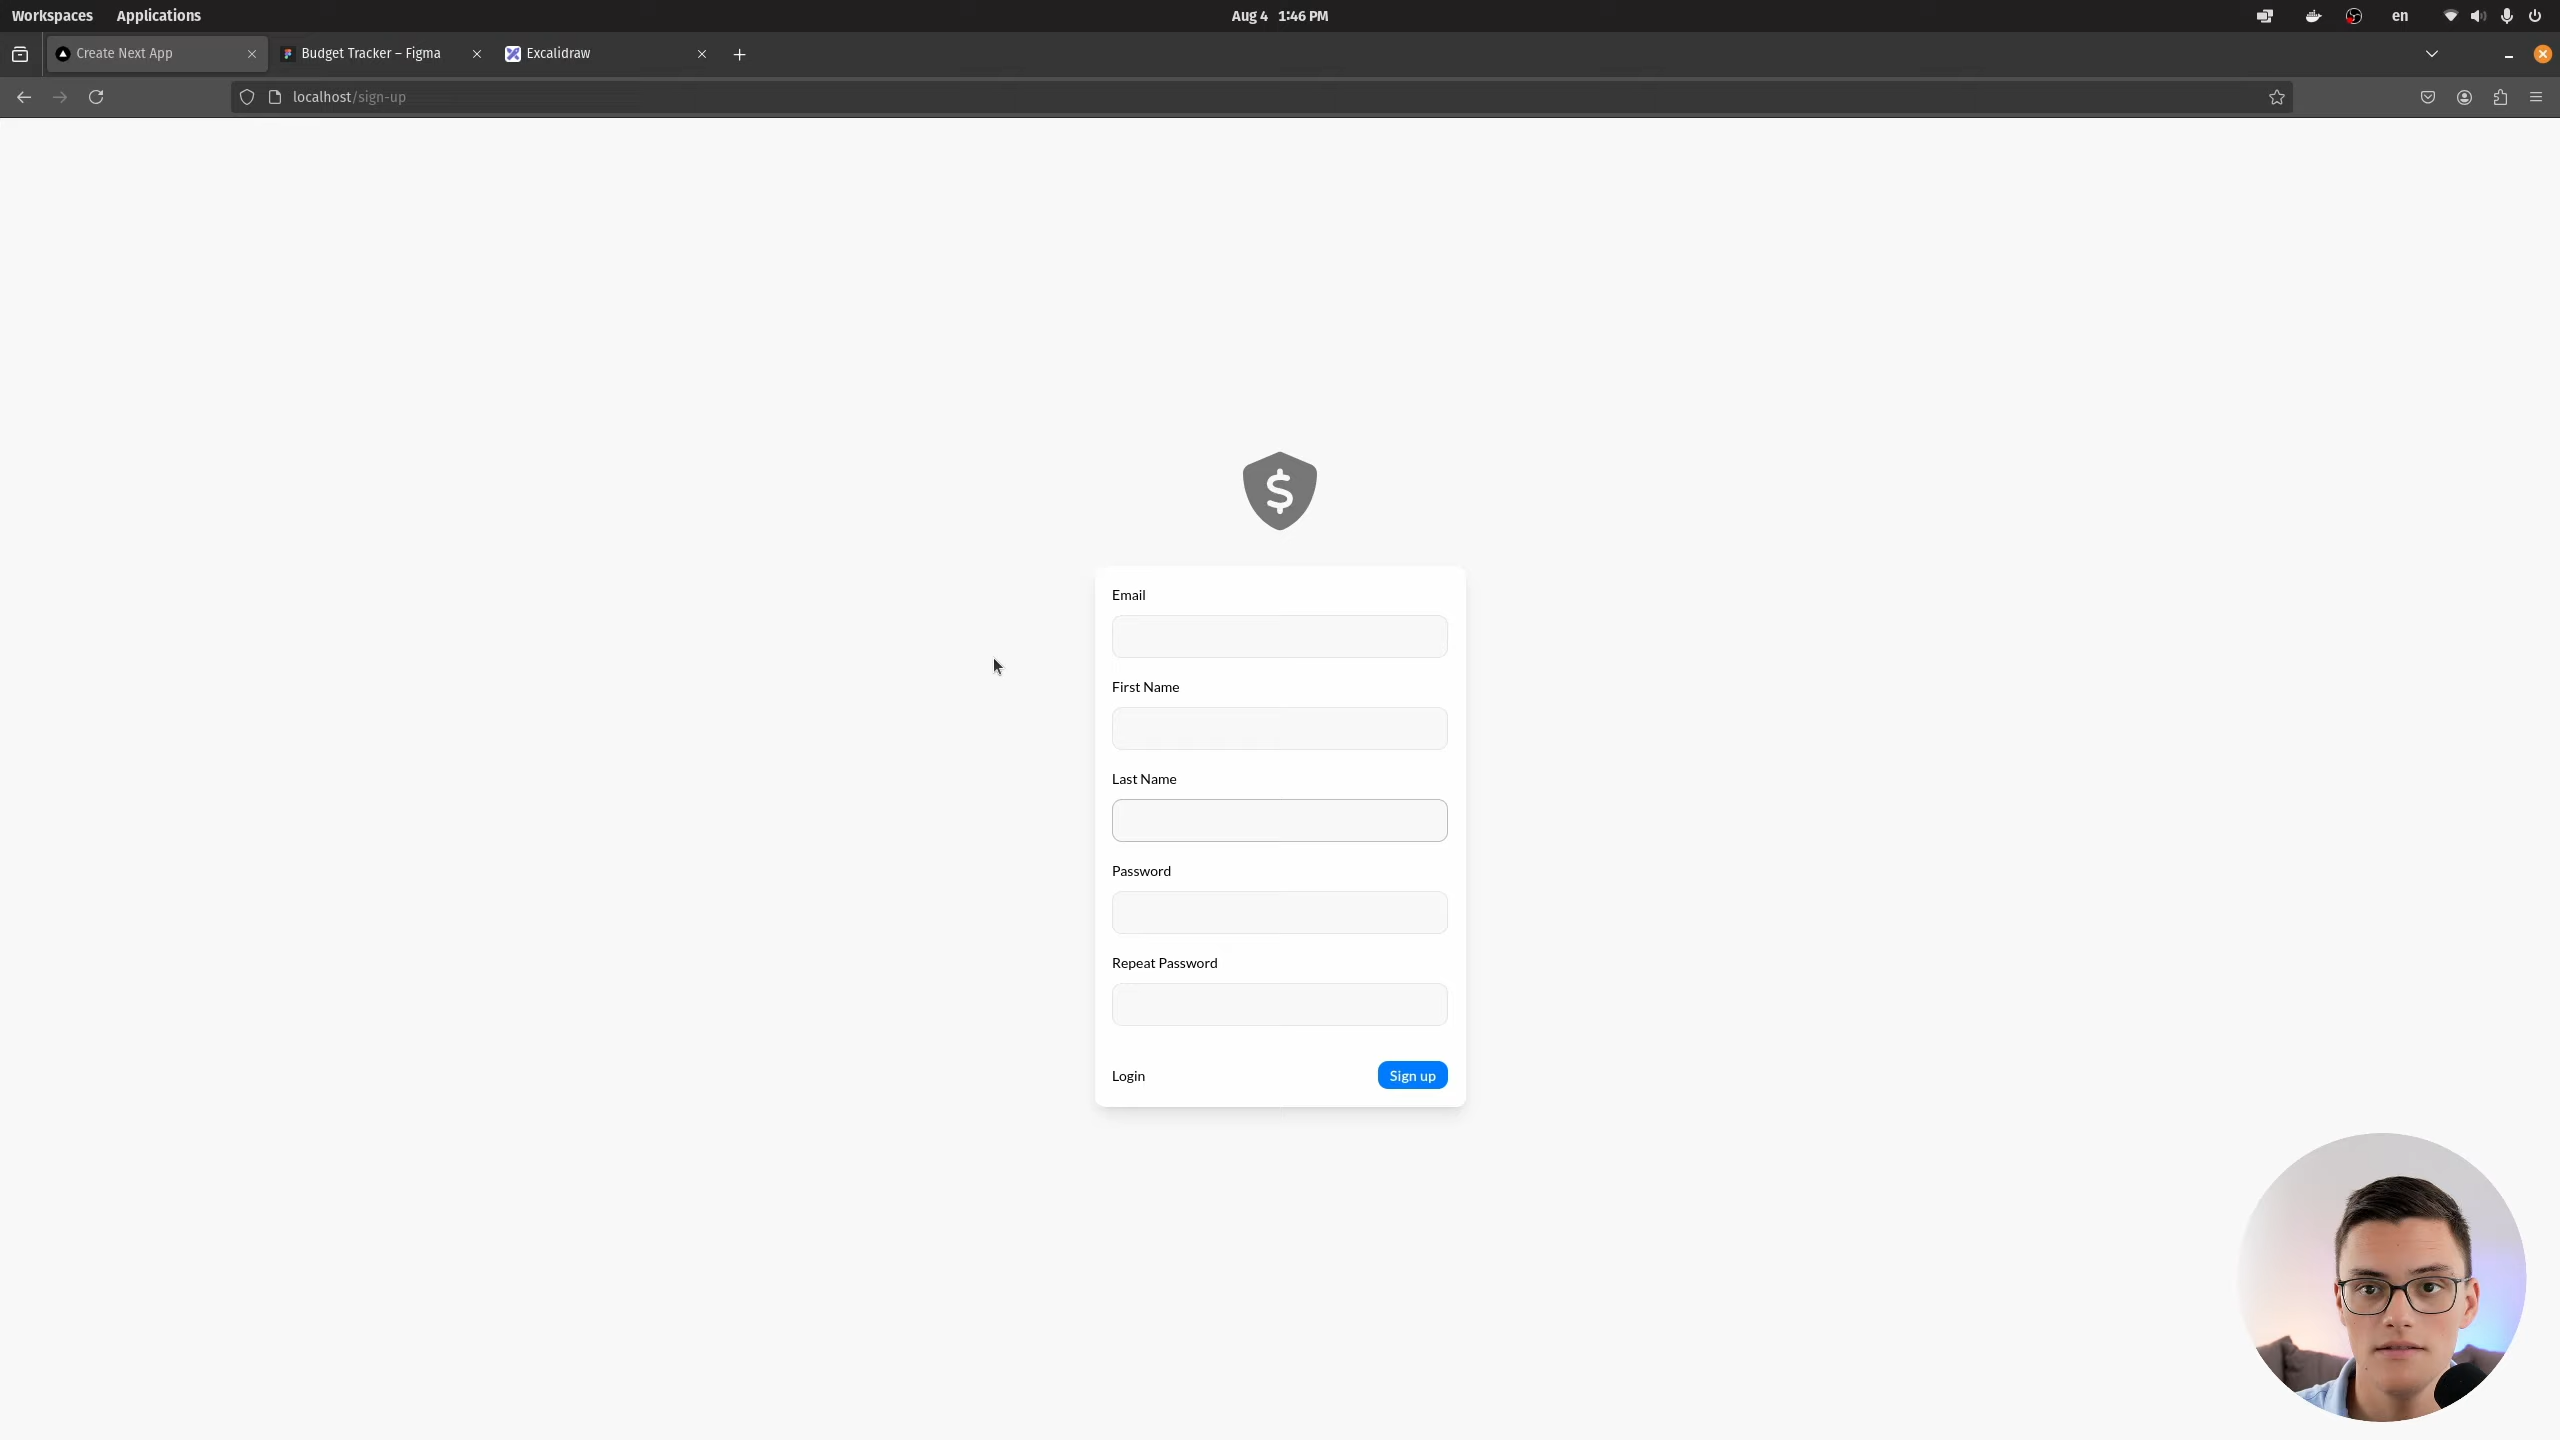 Workspaces Applications Aug 4 1:46 PM en
Create Next App Budget Tracker – Figma Excalidraw
localhost/sign-up
$
Email
First Name
Last Name
Password
Repeat Password
Login Sign up